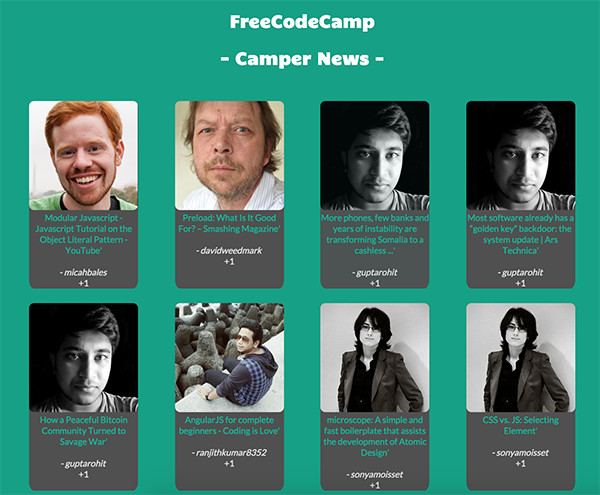 FreeCodeCamp
- Camper News -
Modular Javascript -
Javascript Tutorial on the
Object Literal Pattern -
YouTube'
- micahbales
+1
Preload: What Is It Good
For? – Smashing Magazine'
- davidweedmark
+1
More phones, few banks and
years of instability are
transforming Somalia to a
cashless ...'
- guptarohit
+1
Most software already has a
“golden key” backdoor: the
system update | Ars
Technica'
- guptarohit
+1
How a Peaceful Bitcoin
Community Turned to
Savage War'
- guptarohit
+1
AngularJS for complete
beginners - Coding Is Love'
- ranjithkumar8352
+1
microscope: A simple and
fast boilerplate that assists
the development of Atomic
Design'
- sonyamoisset
+1
CSS vs. JS: Selecting
Element'
- sonyamoisset
+1